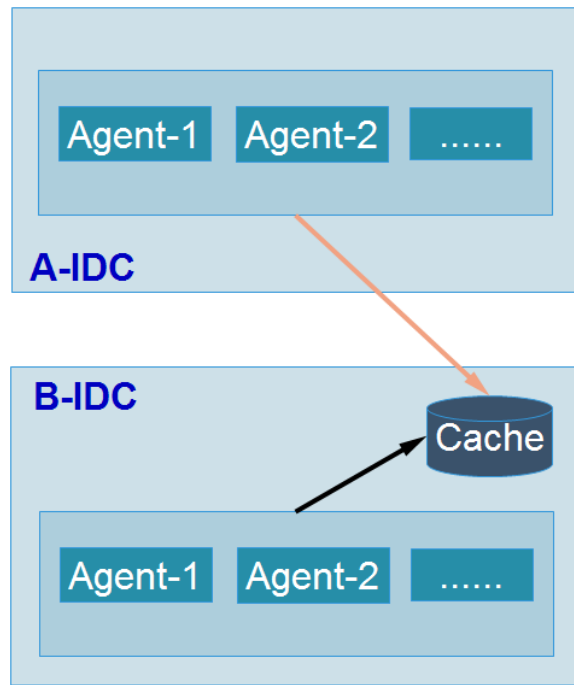 Agent-1 Agent-2 ......
A-IDC
B-IDC
Cache
Agent-1 Agent-2 ......